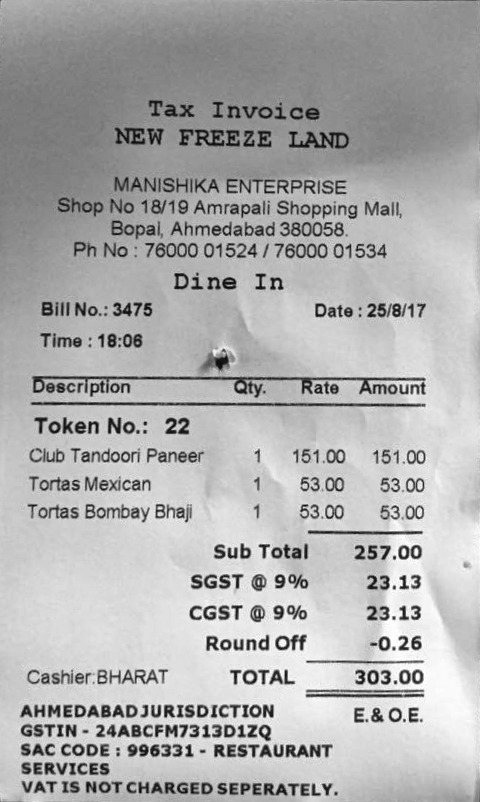 Tax Invoice
NEW FREEZE LAND
MANISHIKA ENTERPRISE
Shop No 18/19 Amrapali Shopping Mall,
Bopal, Ahmedabad 380058.
Ph No : 76000 01524 / 76000 01534
Dine In
Bill No.: 3475 Date : 25/8/17
Time : 18:06
Description Qty. Rate Amount
Token No.: 22
Club Tandoori Paneer 1 151.00 151.00
Tortas Mexican 1 53.00 53.00
Tortas Bombay Bhaji 1 53.00 53.00
Sub Total 257.00
SGST @ 9% 23.13
CGST @ 9% 23.13
Round Off -0.26
Cashier:BHARAT TOTAL 303.00
AHMEDABAD JURISDICTION E.& O.E.
GSTIN - 24ABCFM7313D1ZQ
SAC CODE : 996331 - RESTAURANT
SERVICES
VAT IS NOT CHARGED SEPERATELY.